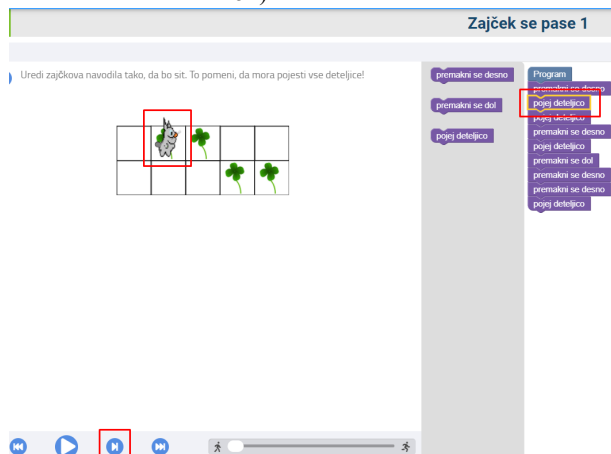 Zajček se pase 1
Uredi zajčkova navodila tako, da bo sit. To pomeni, da mora pojesti vse deteljice!
premakni se desno
premakni se dol
pojej deteljico
Program
premakni se desno
pojej deteljico
pojej deteljico
premakni se desno
pojej deteljico
premakni se dol
premakni se desno
premakni se desno
pojej deteljico